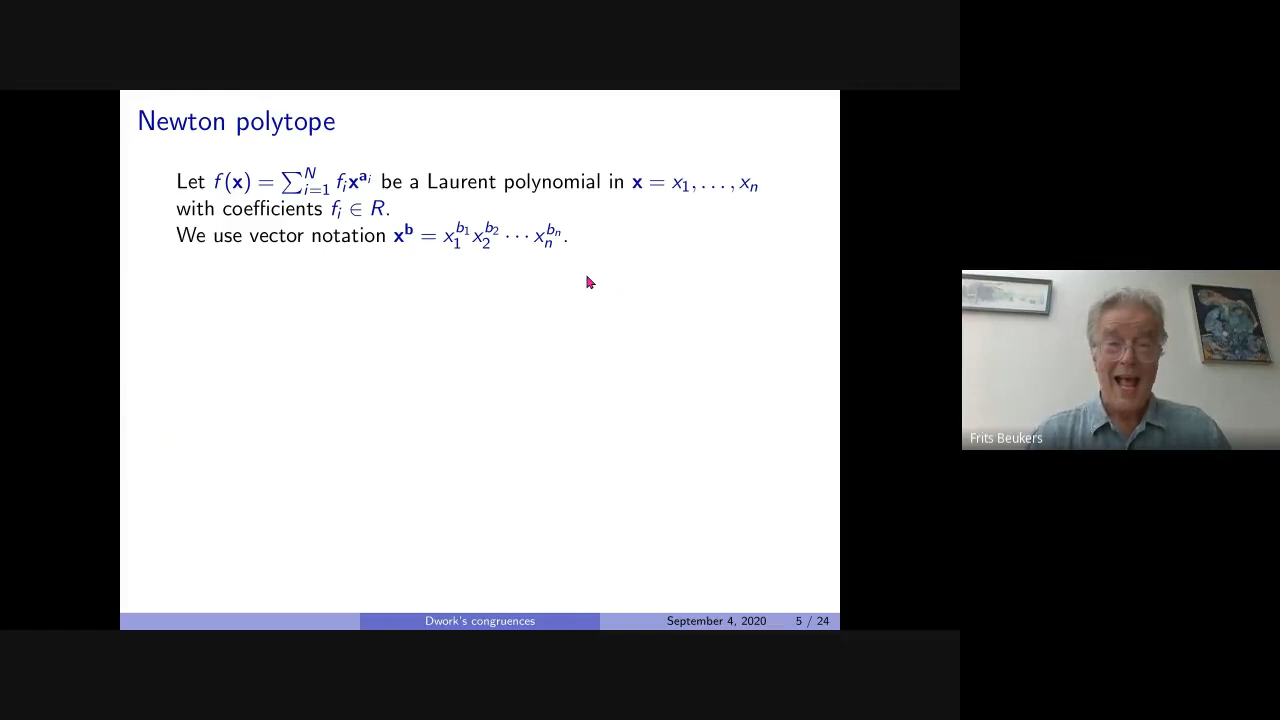 Newton polytope
Let f(x) = ∑_{i=1}^{N} f_i x^{a_i} be a Laurent polynomial in x = x_1, . . . , x_n
with coefficients f_i ∈ R.
We use vector notation x^b = x_1^{b_1} x_2^{b_2} · · · x_n^{b_n}.
Frits Beukers
Dwork's congruences September 4, 2020 5 / 24